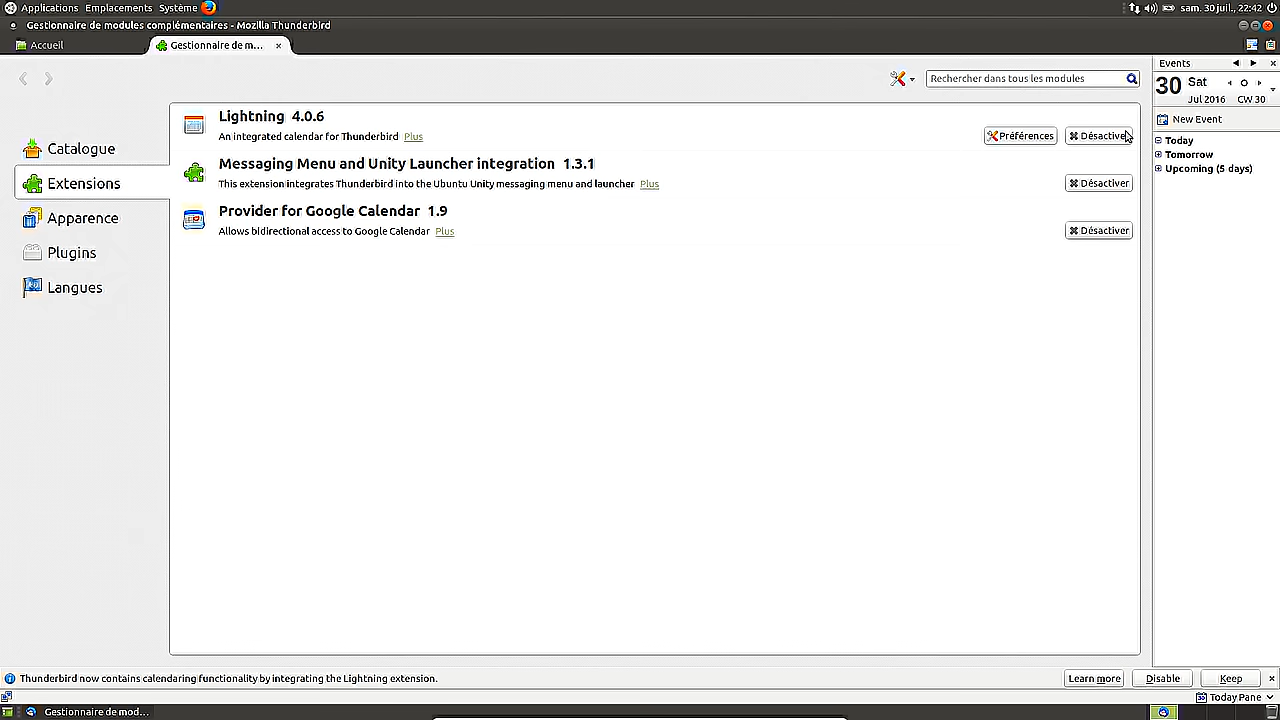 Applications Emplacements Système
sam. 30 juil., 22:42
Gestionnaire de modules complémentaires - Mozilla Thunderbird
Accueil
Gestionnaire de m...
Rechercher dans tous les modules
Catalogue
Extensions
Apparence
Plugins
Langues
Lightning 4.0.6
An integrated calendar for Thunderbird Plus
Préférences
Désactiver
Messaging Menu and Unity Launcher integration 1.3.1
This extension integrates Thunderbird into the Ubuntu Unity messaging menu and launcher Plus
Désactiver
Provider for Google Calendar 1.9
Allows bidirectional access to Google Calendar Plus
Désactiver
Events
30 Sat
Jul 2016 CW 30
New Event
Today
Tomorrow
Upcoming (5 days)
Thunderbird now contains calendaring functionality by integrating the Lightning extension.
Learn more
Disable
Keep
30 Today Pane
Gestionnaire de mod...